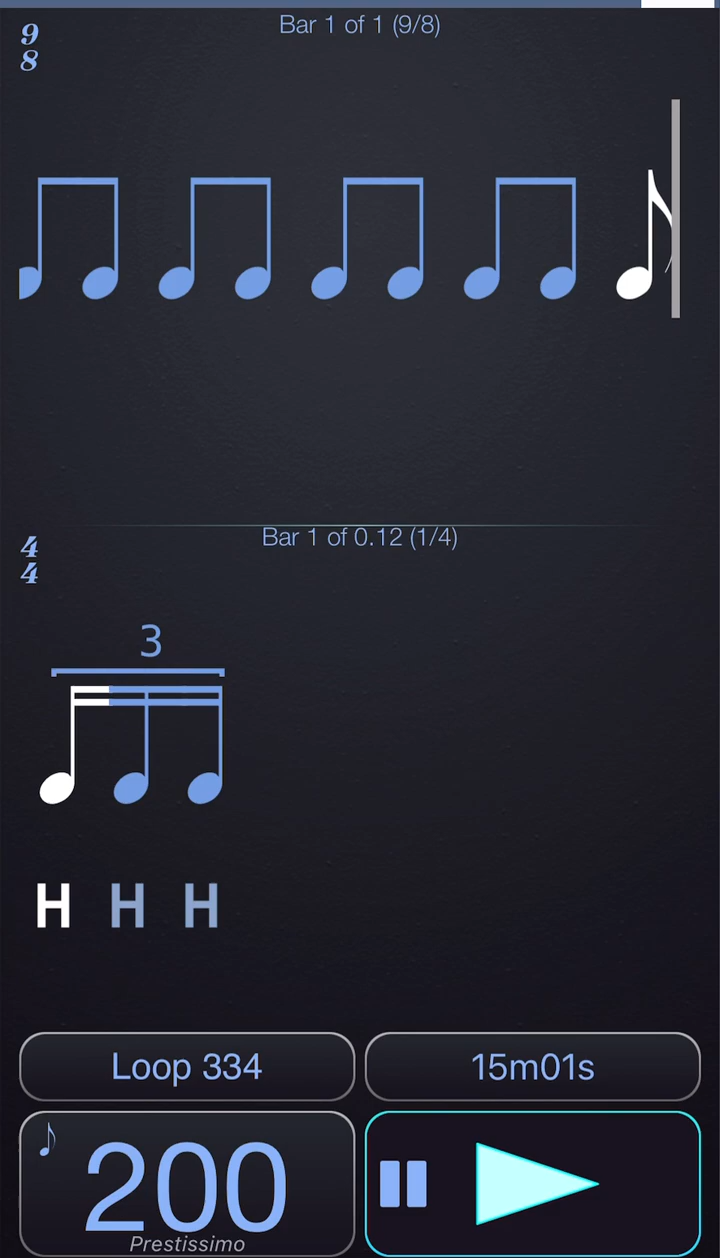 Bar 1 of 1 (9/8)
9
8
Bar 1 of 0.12 (1/4)
4
4
3
H H H
Loop 334
15m01s
200
Prestissimo